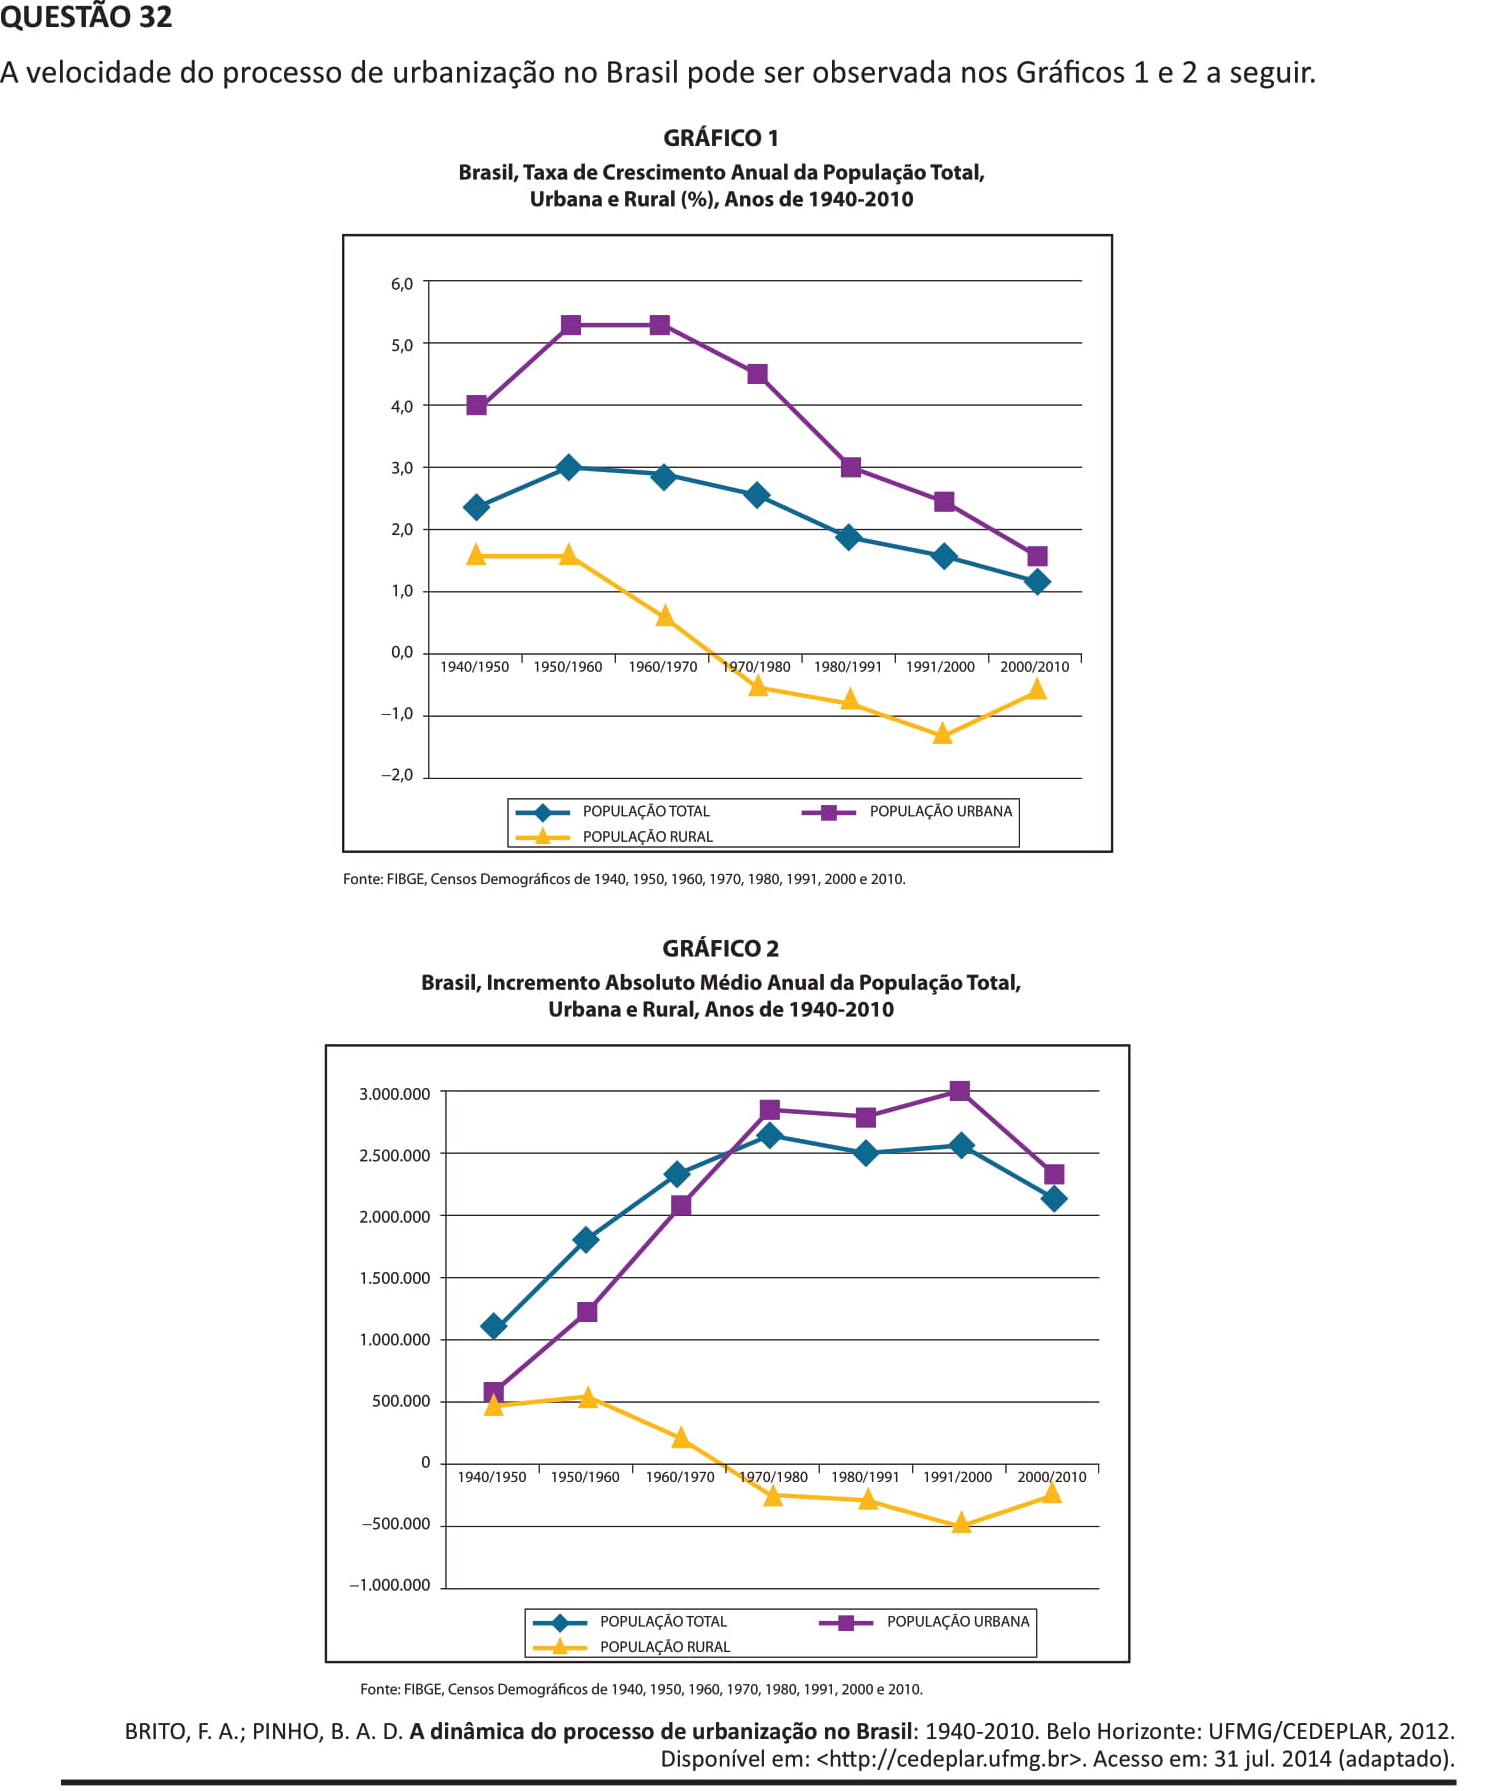 QUESTÃO 32
A velocidade do processo de urbanização no Brasil pode ser observada nos Gráficos 1 e 2 a seguir.
GRÁFICO 1
Brasil, Taxa de Crescimento Anual da População Total,
Urbana e Rural (%), Anos de 1940-2010
6,0
5,0
4,0
3,0
2,0
1,0
0,0
1940/1950 1950/1960 1960/1970 1970/1980 1980/1991 1991/2000 2000/2010
−1,0
−2,0
POPULAÇÃO TOTAL POPULAÇÃO URBANA
POPULAÇÃO RURAL
Fonte: FIBGE, Censos Demográficos de 1940, 1950, 1960, 1970, 1980, 1991, 2000 e 2010.
GRÁFICO 2
Brasil, Incremento Absoluto Médio Anual da População Total,
Urbana e Rural, Anos de 1940-2010
3.000.000
2.500.000
2.000.000
1.500.000
1.000.000
500.000
0
1940/1950 1950/1960 1960/1970 1970/1980 1980/1991 1991/2000 2000/2010
−500.000
−1.000.000
POPULAÇÃO TOTAL POPULAÇÃO URBANA
POPULAÇÃO RURAL
Fonte: FIBGE, Censos Demográficos de 1940, 1950, 1960, 1970, 1980, 1991, 2000 e 2010.
BRITO, F. A.; PINHO, B. A. D. A dinâmica do processo de urbanização no Brasil: 1940-2010. Belo Horizonte: UFMG/CEDEPLAR, 2012.
Disponível em: <http://cedeplar.ufmg.br>. Acesso em: 31 jul. 2014 (adaptado).